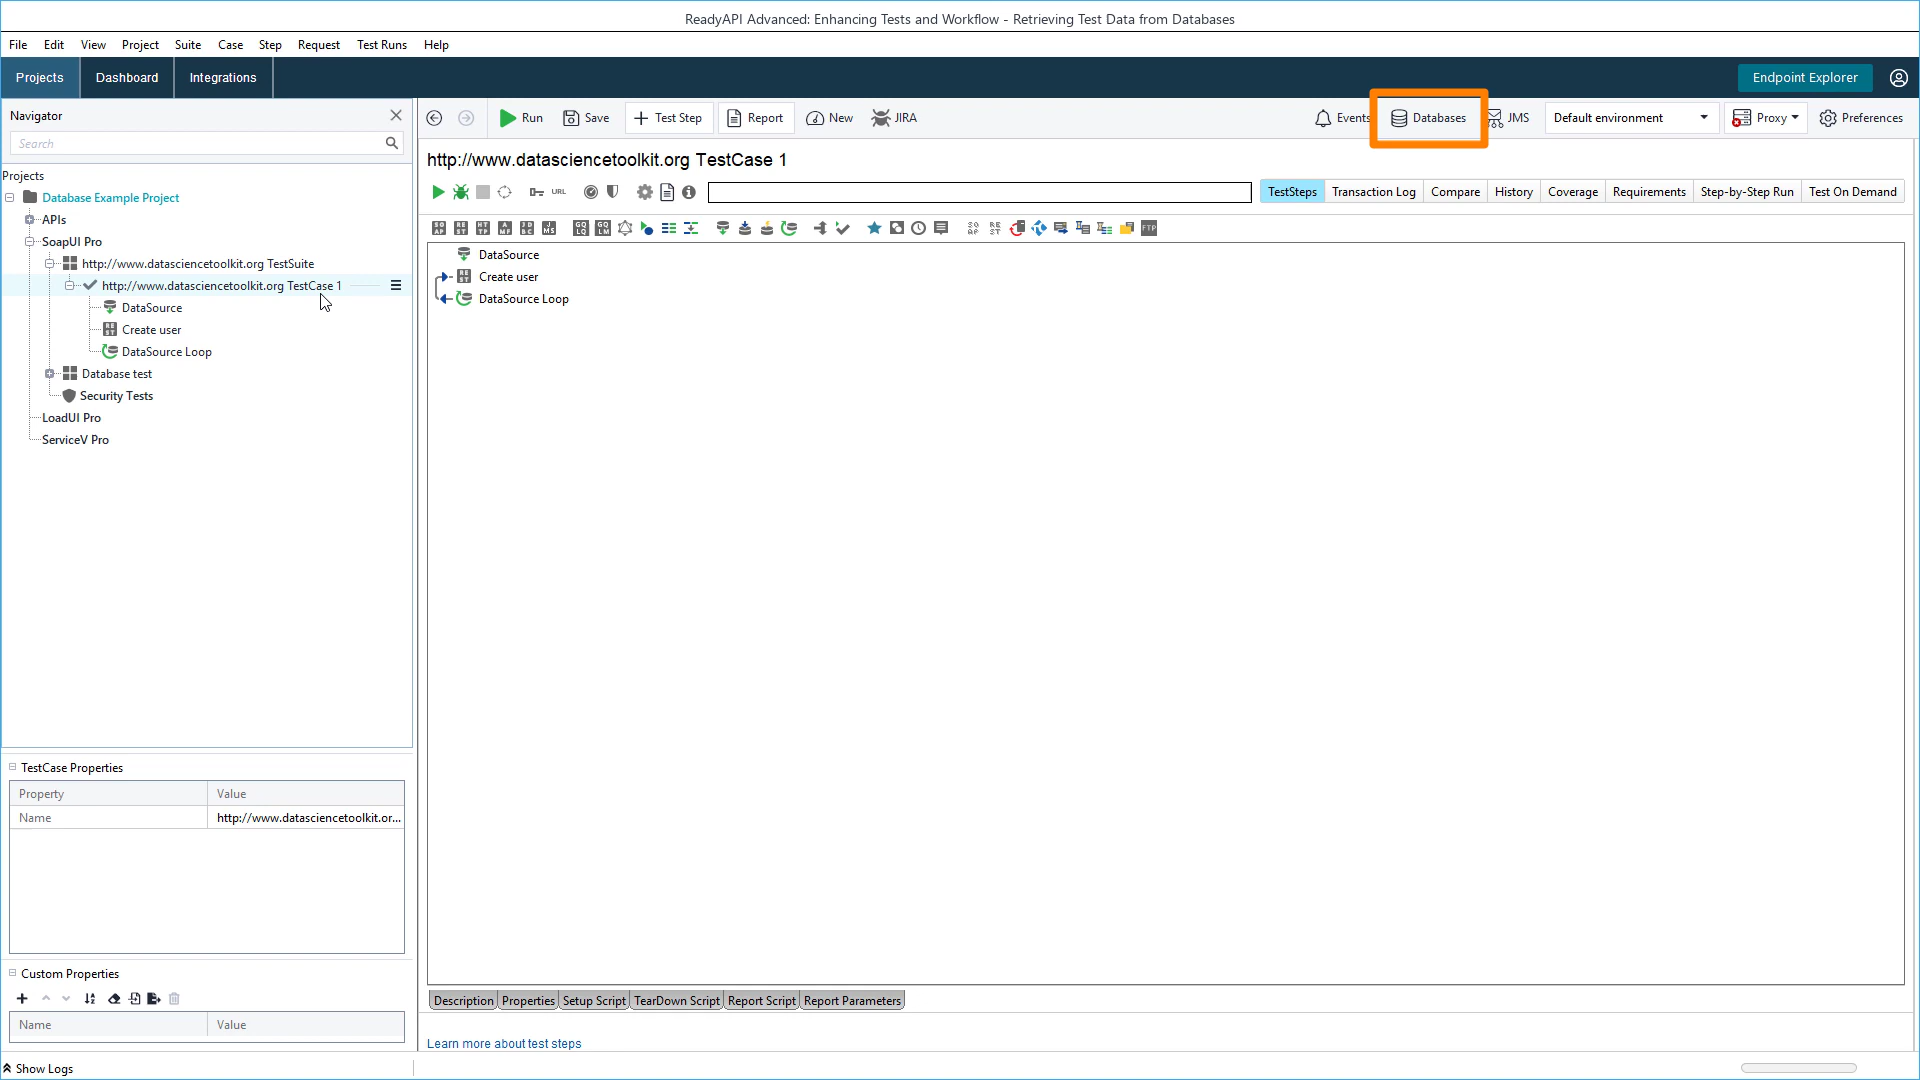 ReadyAPI Advanced: Enhancing Tests and Workflow - Retrieving Test Data from Databases
File Edit View Project Suite Case Step Request Test Runs Help
Projects Dashboard Integrations Endpoint Explorer
Navigator
Search
Run Save Test Step Report New JIRA Events Databases JMS Default environment Proxy Preferences
http://www.datasciencetoolkit.org TestCase 1
URL TestSteps Transaction Log Compare History Coverage Requirements Step-by-Step Run Test On Demand
Projects
Database Example Project
APIs
SoapUI Pro
http://www.datasciencetoolkit.org TestSuite
http://www.datasciencetoolkit.org TestCase 1
DataSource
Create user
DataSource Loop
Database test
Security Tests
LoadUI Pro
ServiceV Pro
FTP
DataSource
Create user
DataSource Loop
TestCase Properties
Property Value
Name http://www.datasciencetoolkit.or...
Custom Properties
Name Value
Description Properties Setup Script TearDown Script Report Script Report Parameters
Learn more about test steps
Show Logs